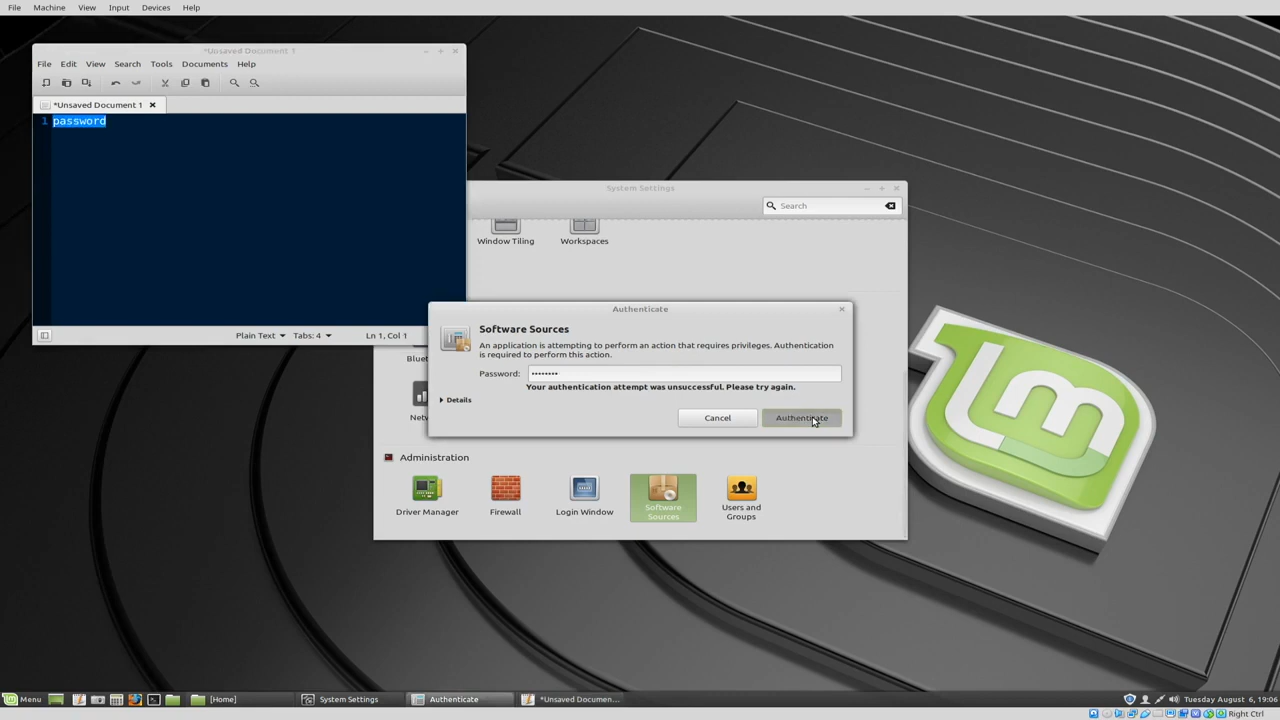 File Machine View Input Devices Help
*Unsaved Document 1
File Edit View Search Tools Documents Help
*Unsaved Document 1
1 password
Plain Text Tabs: 4 Ln 1, Col 1
System Settings
Search
Window Tiling Workspaces
Authenticate
Software Sources
An application is attempting to perform an action that requires privileges. Authentication
is required to perform this action.
Password: ••••••••
Your authentication attempt was unsuccessful. Please try again.
Details
Cancel Authenticate
Administration
Driver Manager Firewall Login Window Software
Sources Users and
Groups
Menu [Home] System Settings Authenticate *Unsaved Documen... Tuesday August 6, 19:06
Right Ctrl